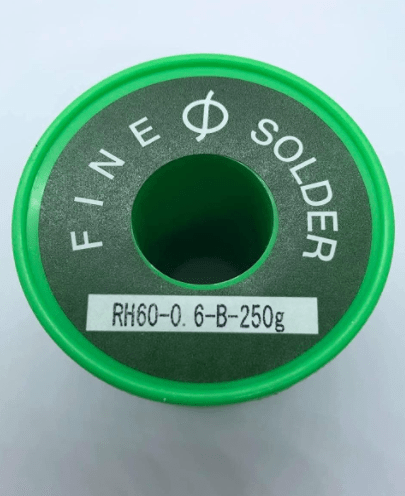 FINE SOLDER
RH60-0.6-B-250g